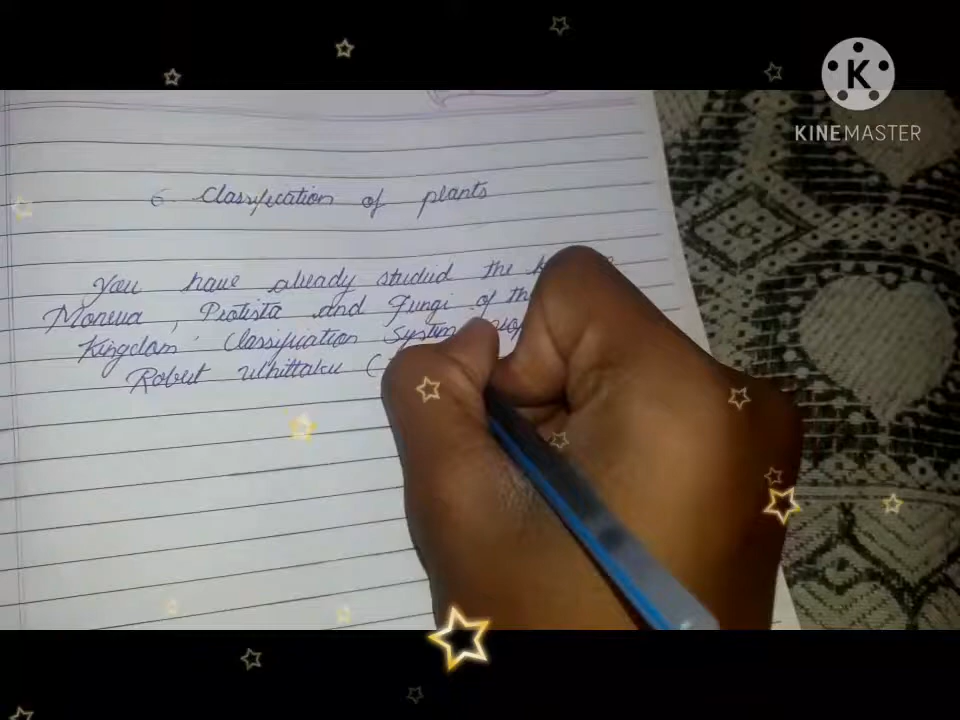 K
KINEMASTER
6. Classification of plants
You have already studied the
Monera, Protista and Fungi of
Kingdom Classification System
Robert Whittaker (